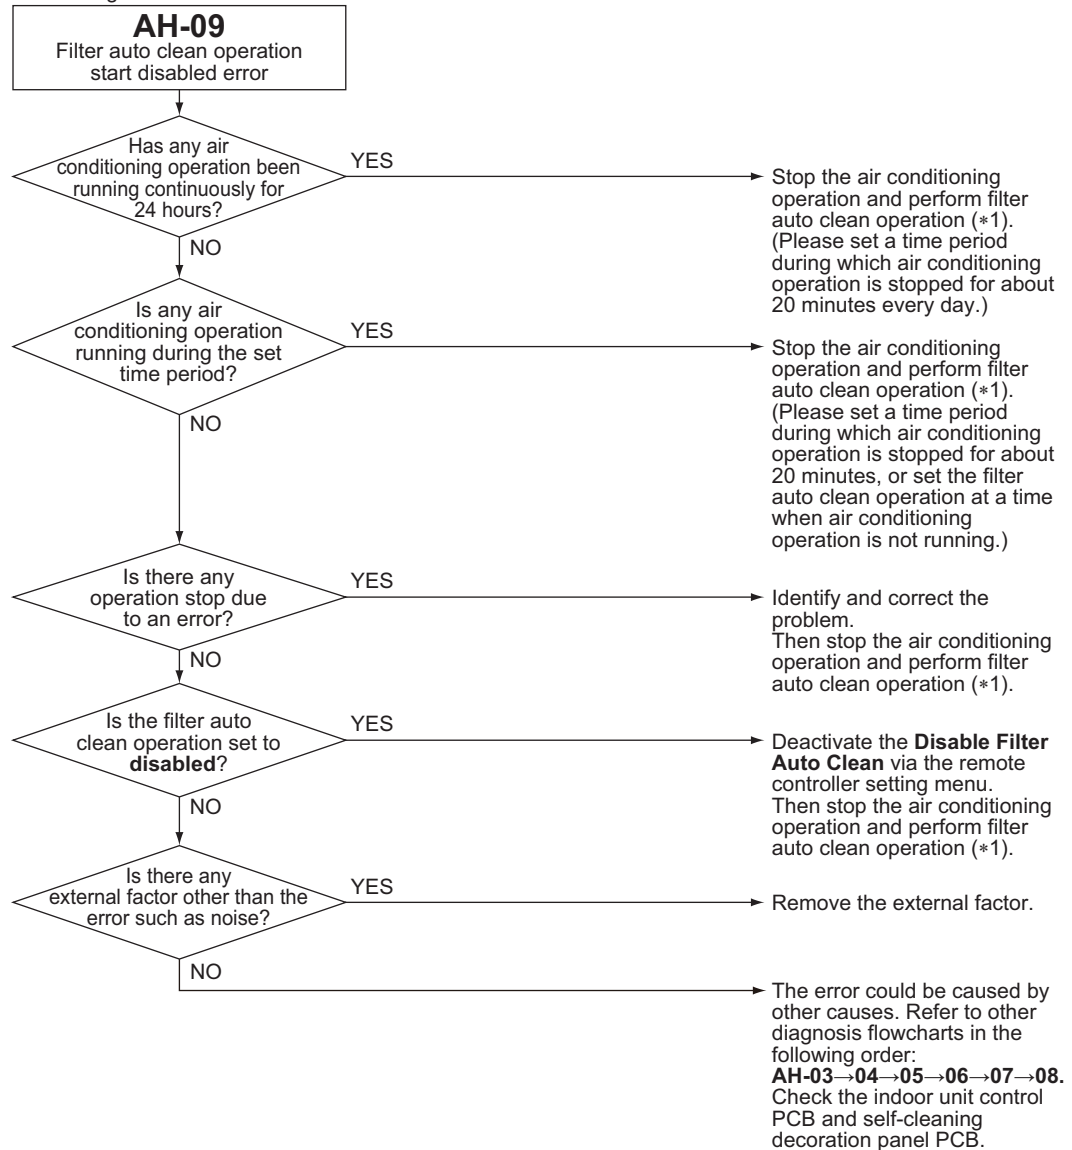 AH-09
Filter auto clean operation
start disabled error
Has any air
conditioning operation been
running continuously for
24 hours?
YES
Stop the air conditioning
operation and perform filter
auto clean operation (*1).
(Please set a time period
during which air conditioning
operation is stopped for about
20 minutes every day.)
NO
Is any air
conditioning operation
running during the set
time period?
YES
Stop the air conditioning
operation and perform filter
auto clean operation (*1).
(Please set a time period
during which air conditioning
operation is stopped for about
20 minutes, or set the filter
auto clean operation at a time
when air conditioning
operation is not running.)
NO
Is there any
operation stop due
to an error?
YES
Identify and correct the
problem.
Then stop the air conditioning
operation and perform filter
auto clean operation (*1).
NO
Is the filter auto
clean operation set to
disabled?
YES
Deactivate the Disable Filter
Auto Clean via the remote
controller setting menu.
Then stop the air conditioning
operation and perform filter
auto clean operation (*1).
NO
Is there any
external factor other than the
error such as noise?
YES
Remove the external factor.
NO
The error could be caused by
other causes. Refer to other
diagnosis flowcharts in the
following order:
AH-03→04→05→06→07→08.
Check the indoor unit control
PCB and self-cleaning
decoration panel PCB.